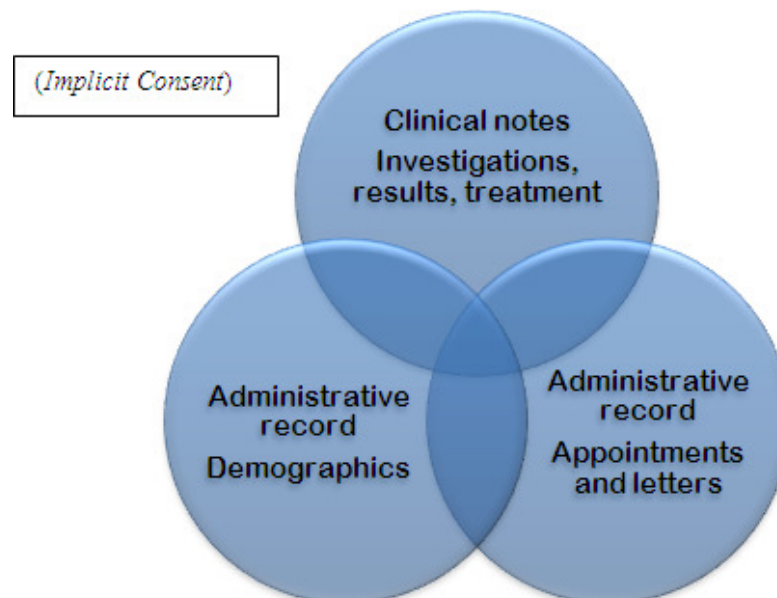 (Implicit Consent)
Clinical notes
Investigations,
results, treatment
Administrative
record
Demographics
Administrative
record
Appointments
and letters